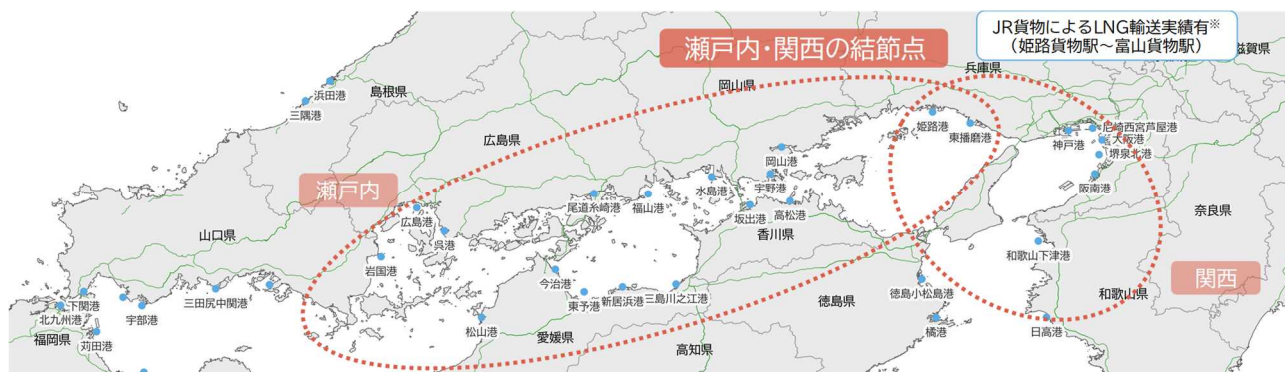 JR貨物によるLNG輸送実績有※
（姫路貨物駅～富山貨物駅）
瀬戸内・関西の結節点
滋賀県
兵庫県
岡山県
島根県
浜田港
三隅港
広島県
姫路港
東播磨港
神戸港
尼崎西宮芦屋港
大阪港
堺泉北港
阪南港
岡山港
宇野港
水島港
瀬戸内
尾道糸崎港
福山港
坂出港
高松港
香川県
奈良県
広島港
呉港
山口県
岩国港
和歌山下津港
関西
和歌山県
今治港
東予港
新居浜港
三島川之江港
徳島県
徳島小松島港
橘港
日高港
下関港
北九州港
宇部港
三田尻中関港
福岡県
苅田港
松山港
愛媛県
高知県